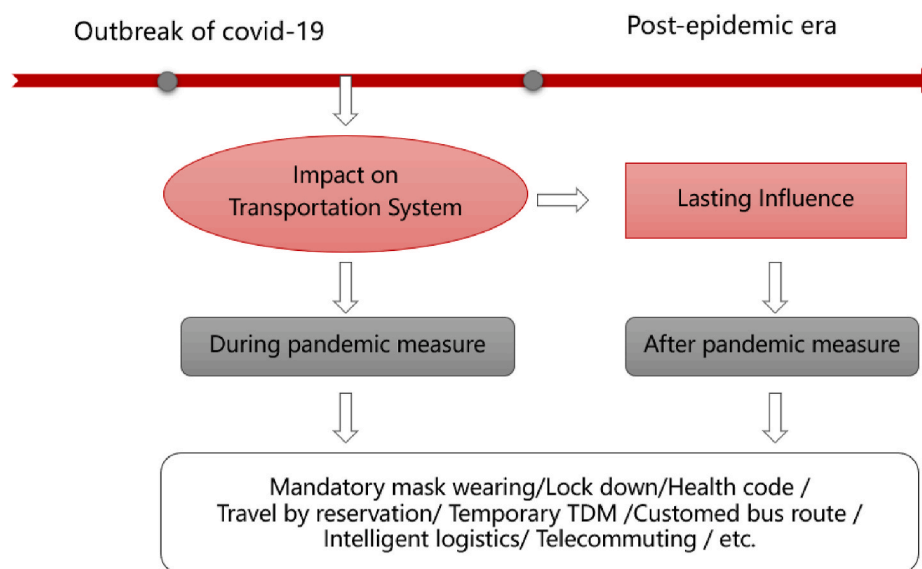 Outbreak of covid-19
Post-epidemic era
Impact on
Transportation System
Lasting Influence
During pandemic measure
After pandemic measure
Mandatory mask wearing/Lock down/Health code /
Travel by reservation/ Temporary TDM /Customed bus route /
Intelligent logistics/ Telecommuting / etc.